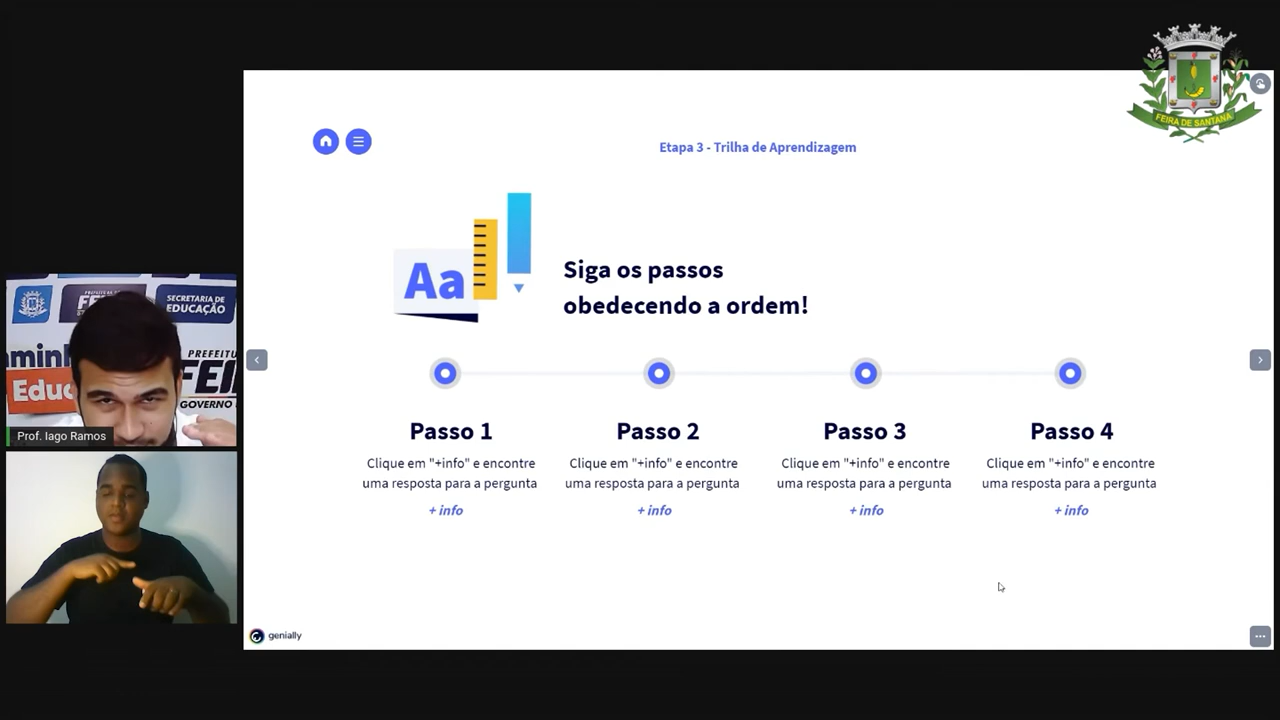 FEIRA DE SANTANA
Etapa 3 - Trilha de Aprendizagem
Aa
Siga os passos
obedecendo a ordem!
Passo 1
Clique em "+info" e encontre
uma resposta para a pergunta
+ info
Passo 2
Clique em "+info" e encontre
uma resposta para a pergunta
+ info
Passo 3
Clique em "+info" e encontre
uma resposta para a pergunta
+ info
Passo 4
Clique em "+info" e encontre
uma resposta para a pergunta
+ info
SECRETARIA DE
EDUCAÇÃO
PREFEITU
FEI
GOVERNO
Educ
Prof. Iago Ramos
genially